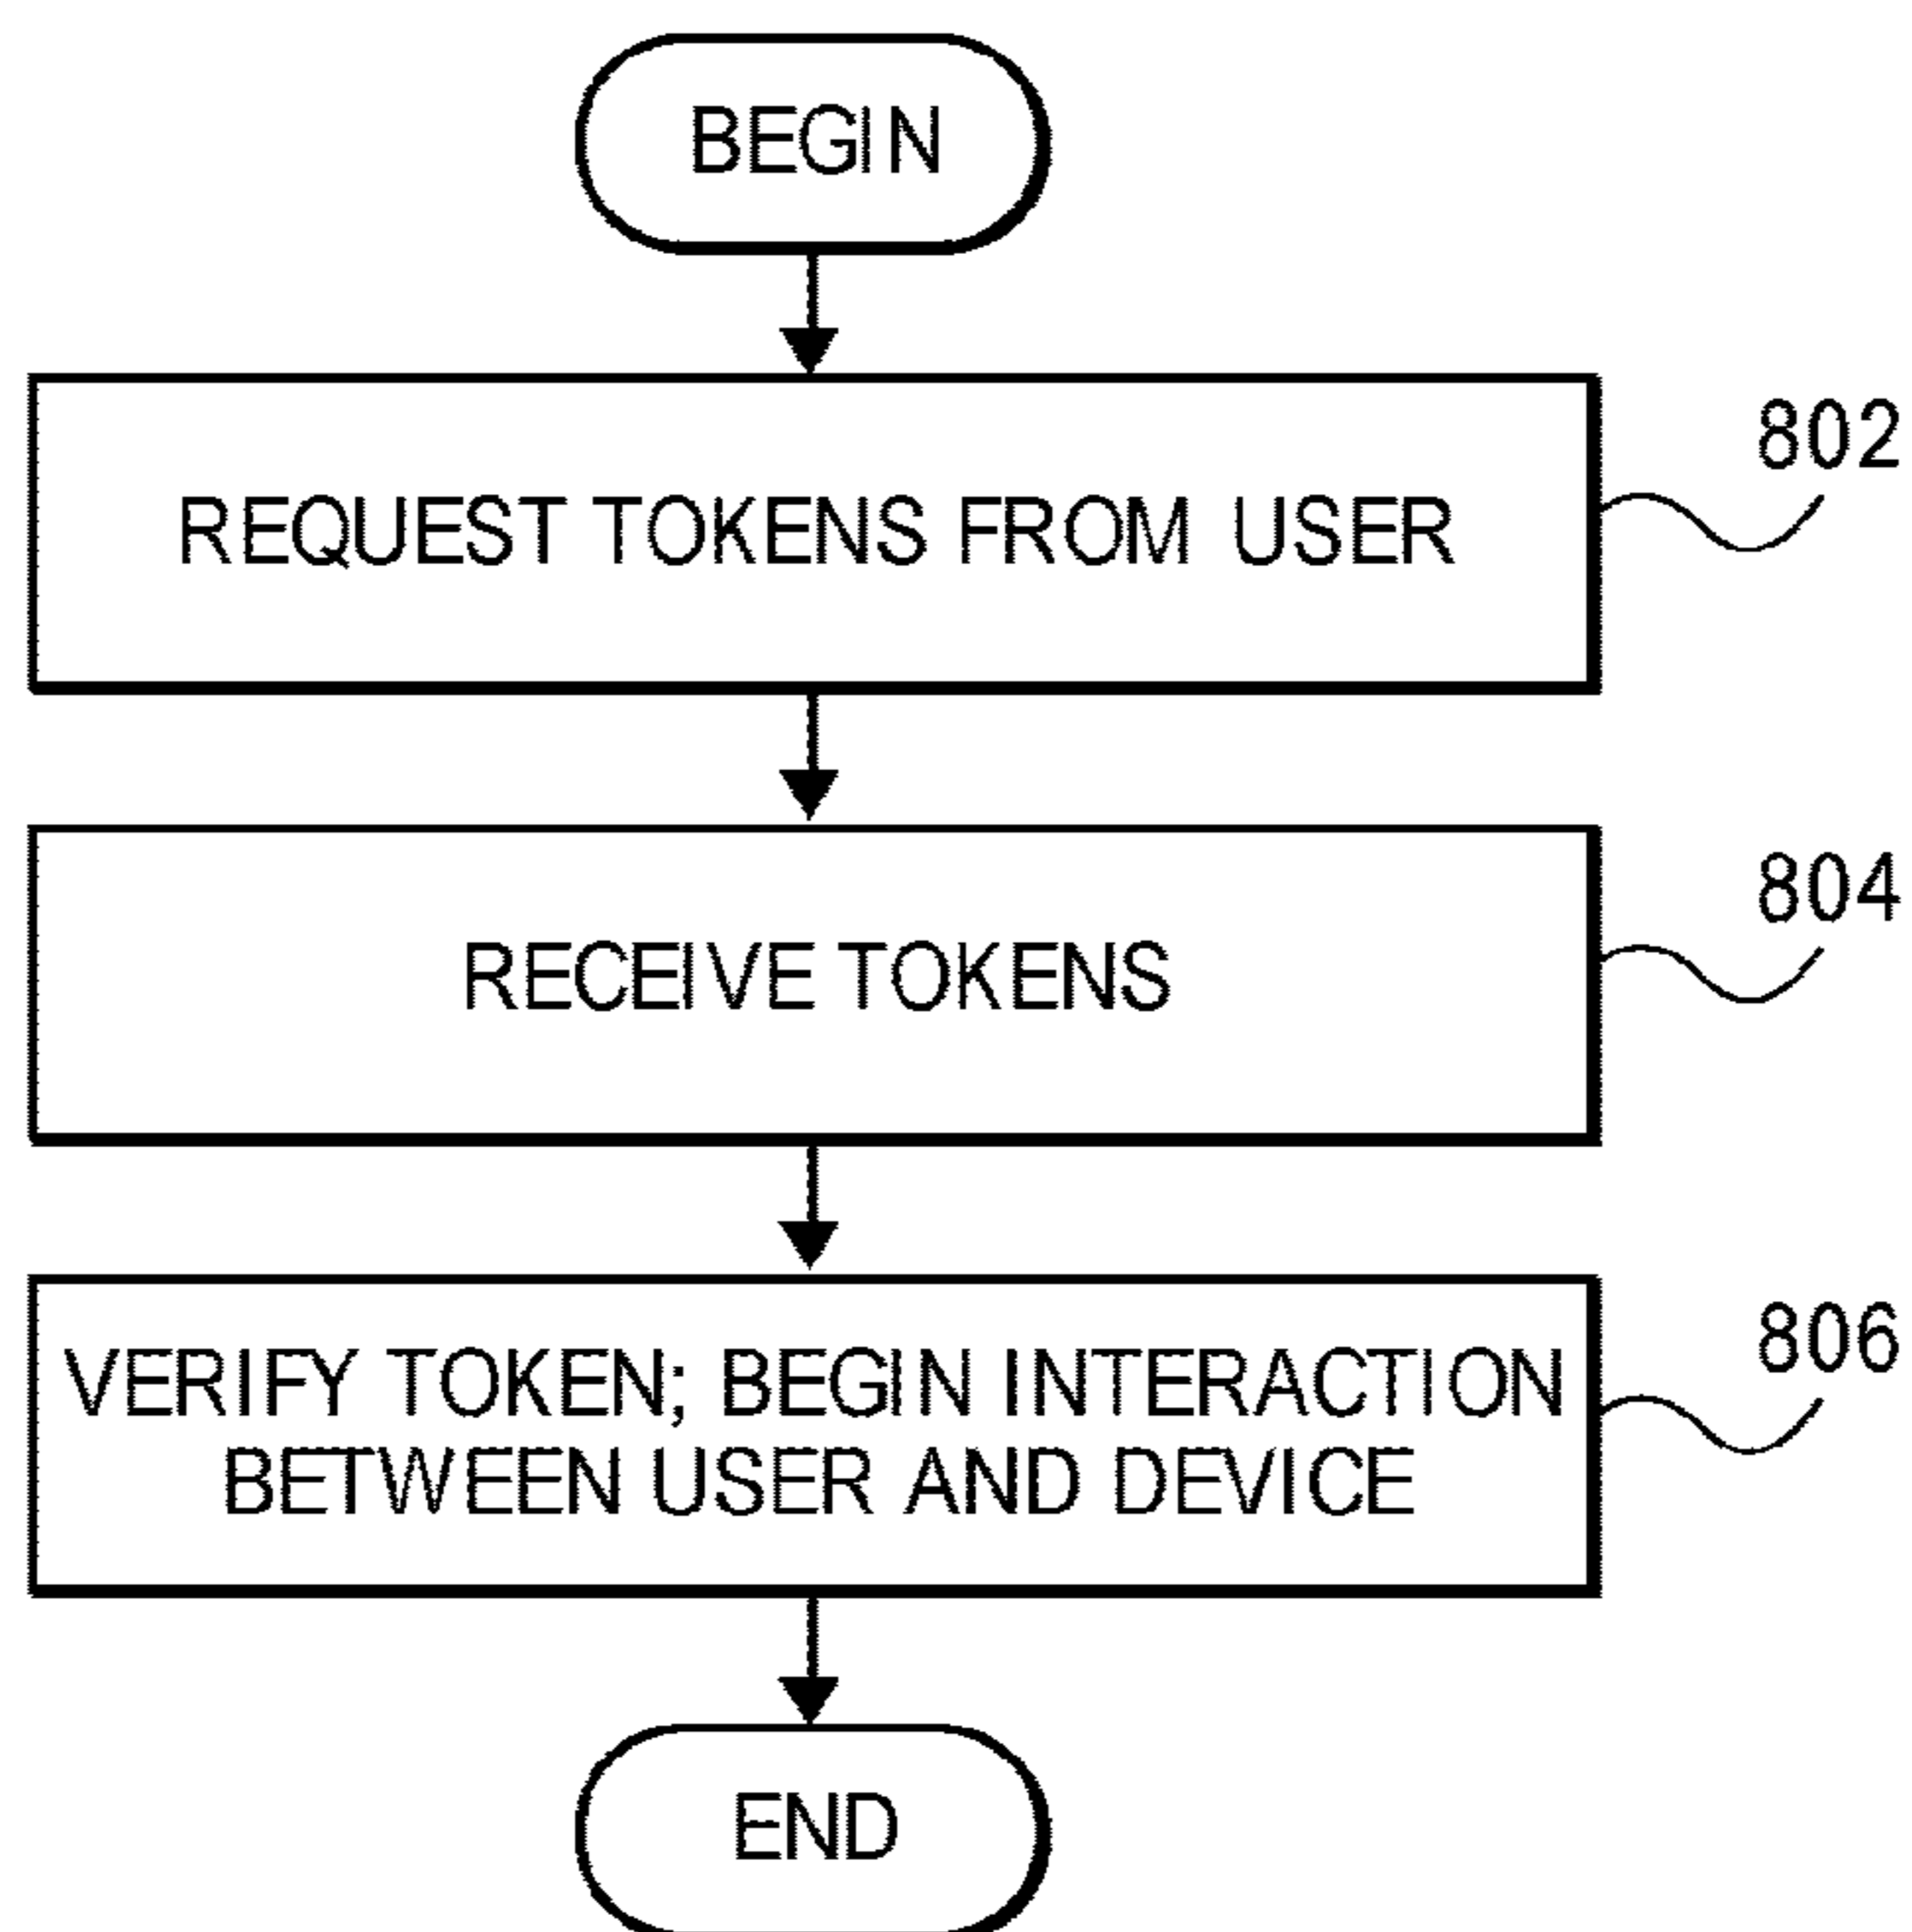 BEGIN
802
REQUEST TOKENS FROM USER
804
RECEIVE TOKENS
806
VERIFY TOKEN; BEGIN INTERACTION
BETWEEN USER AND DEVICE
END